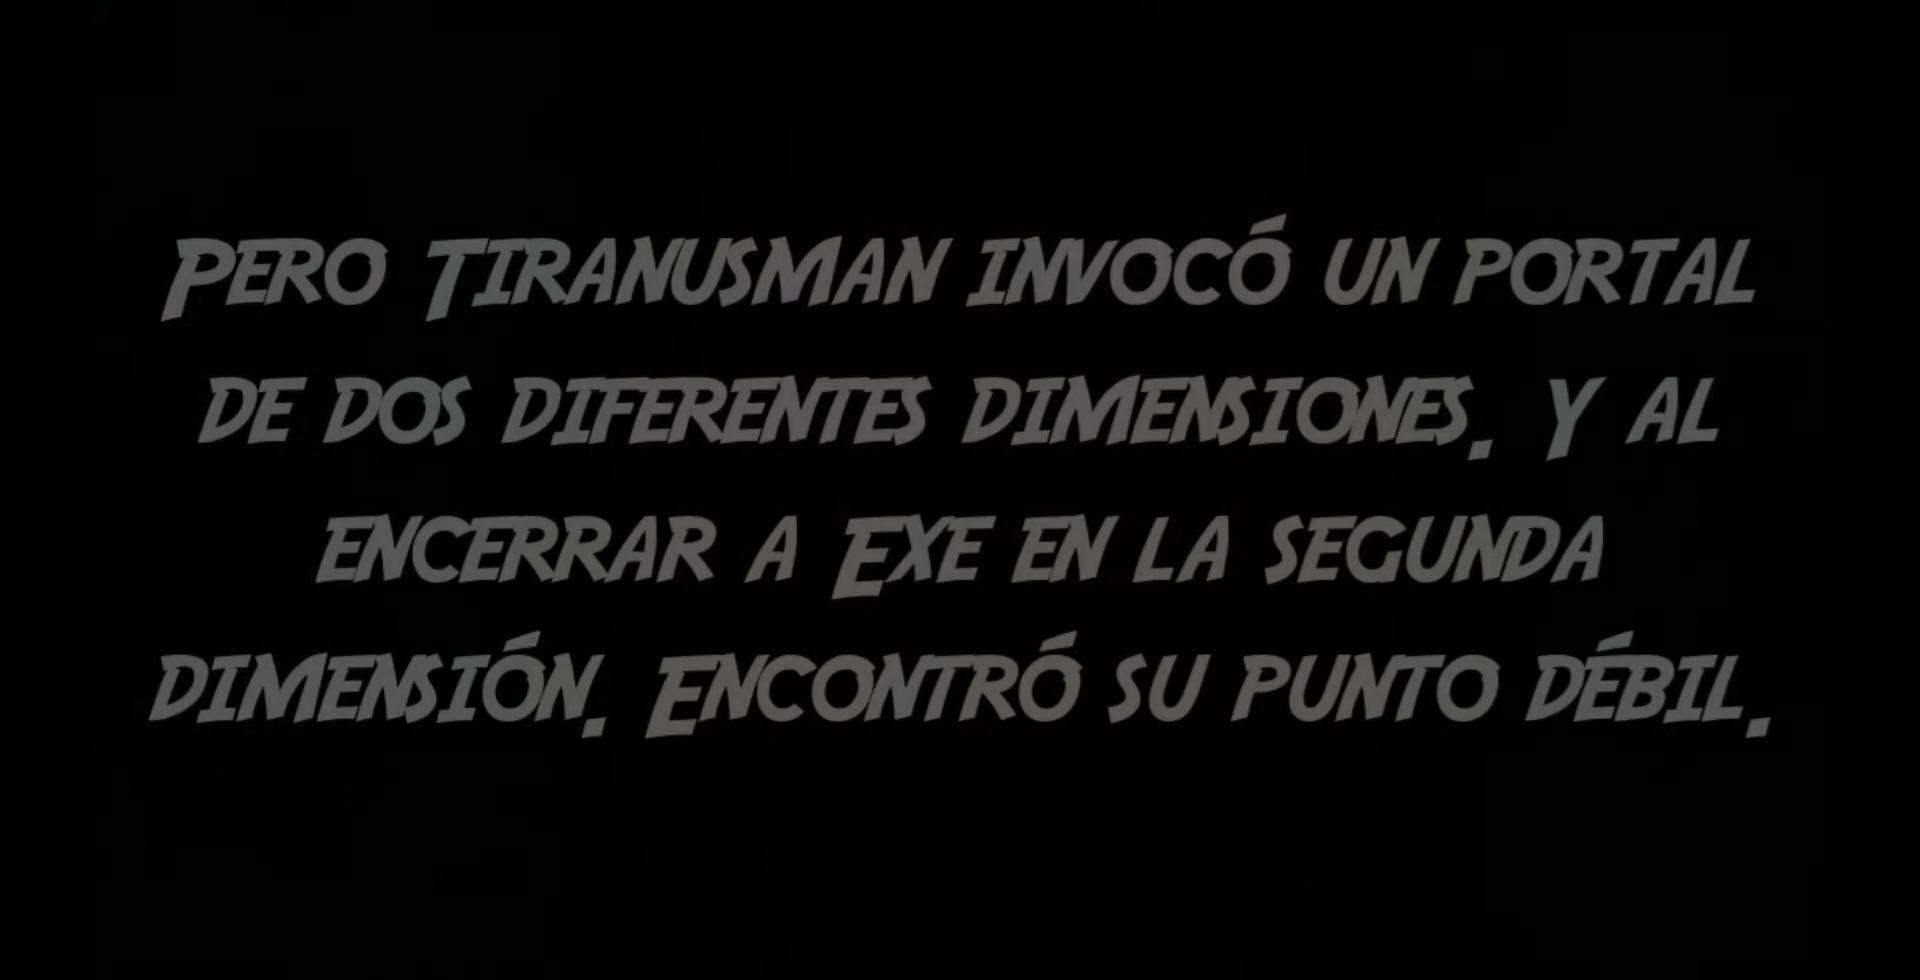 Pero Tiranusman invocó un portal
de dos diferentes dimensiones. Y al
encerrar a Exe en la segunda
dimensión. Encontró su punto débil.